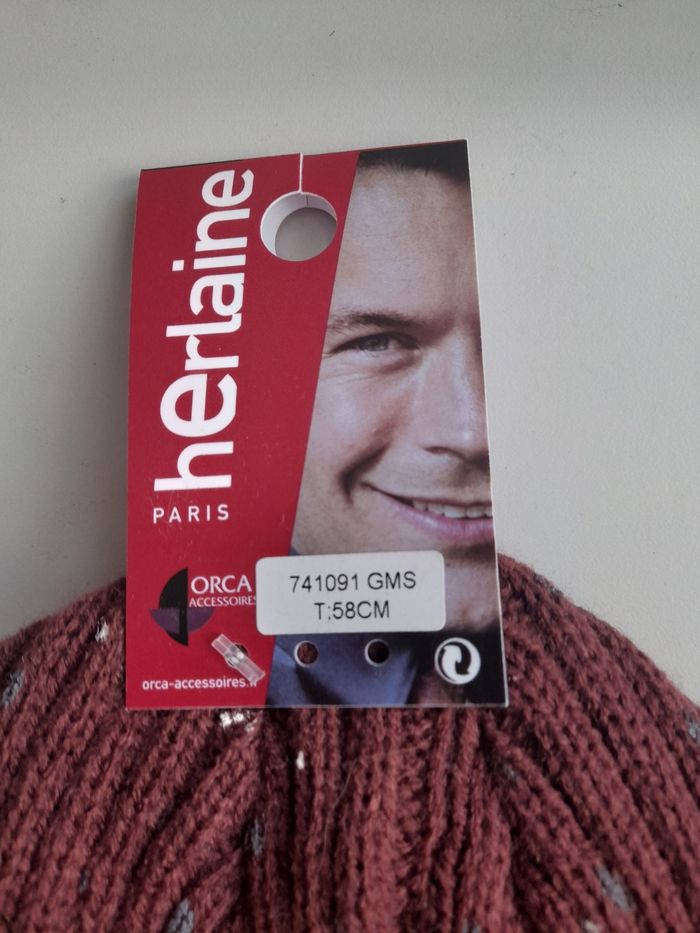 herlaine
PARIS
ORCA
ACCESSOIRES
741091 GMS
T:58CM
orca-accessoires.fr